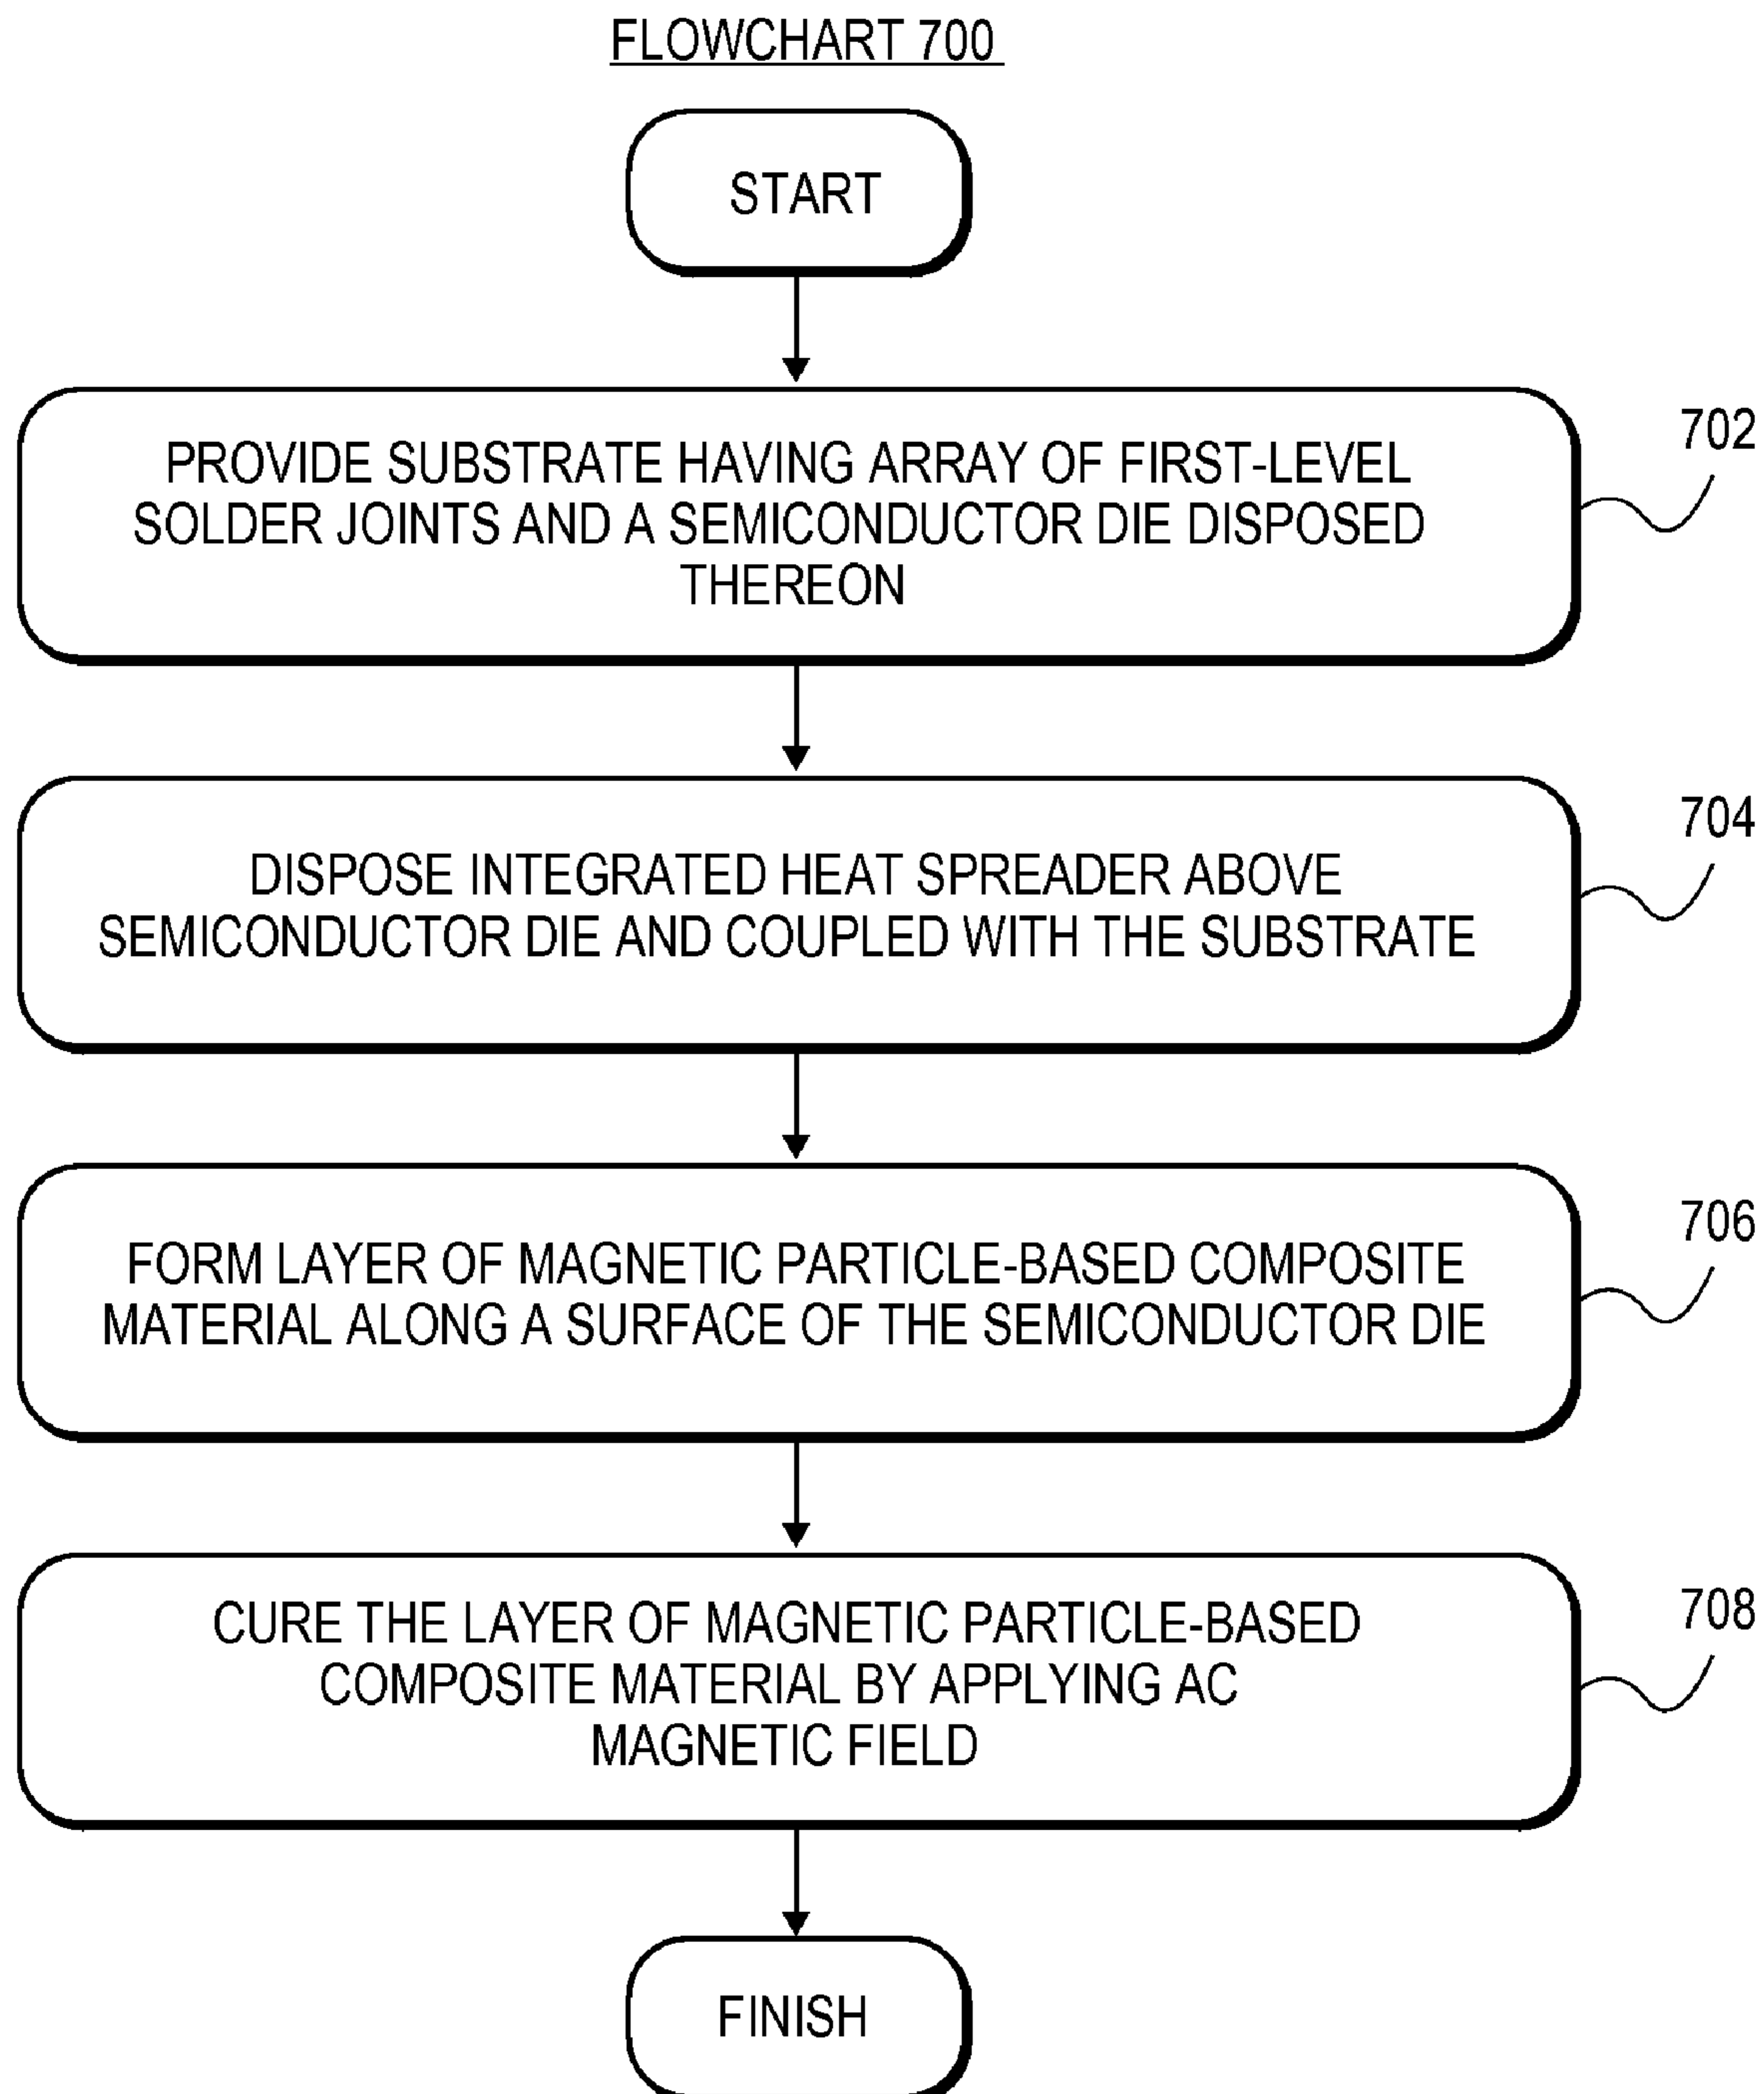 FLOWCHART 700
START
PROVIDE SUBSTRATE HAVING ARRAY OF FIRST-LEVEL
SOLDER JOINTS AND A SEMICONDUCTOR DIE DISPOSED
THEREON
702
DISPOSE INTEGRATED HEAT SPREADER ABOVE
SEMICONDUCTOR DIE AND COUPLED WITH THE SUBSTRATE
704
FORM LAYER OF MAGNETIC PARTICLE-BASED COMPOSITE
MATERIAL ALONG A SURFACE OF THE SEMICONDUCTOR DIE
706
CURE THE LAYER OF MAGNETIC PARTICLE-BASED
COMPOSITE MATERIAL BY APPLYING AC
MAGNETIC FIELD
708
FINISH